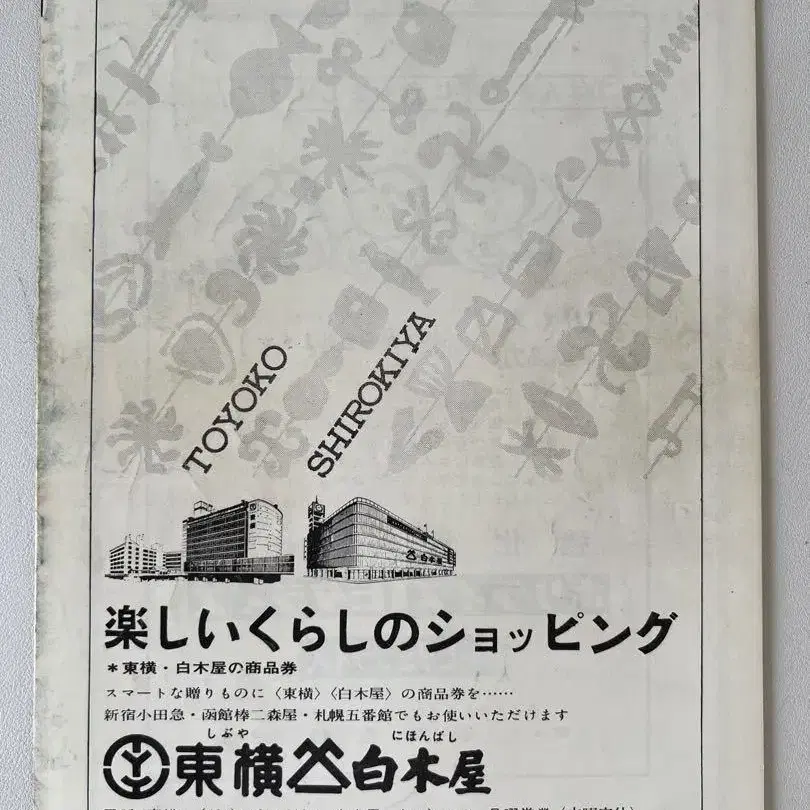 TOYOKO
SHIROKIYA
白木屋
楽しいくらしのショッピング
*東横・白木屋の商品券
スマートな贈りものに〈東横〉〈白木屋〉の商品券を……
新宿小田急・函館棒二森屋・札幌五番館でもお使いいただけます
しぶや にほんばし
東横 白木屋